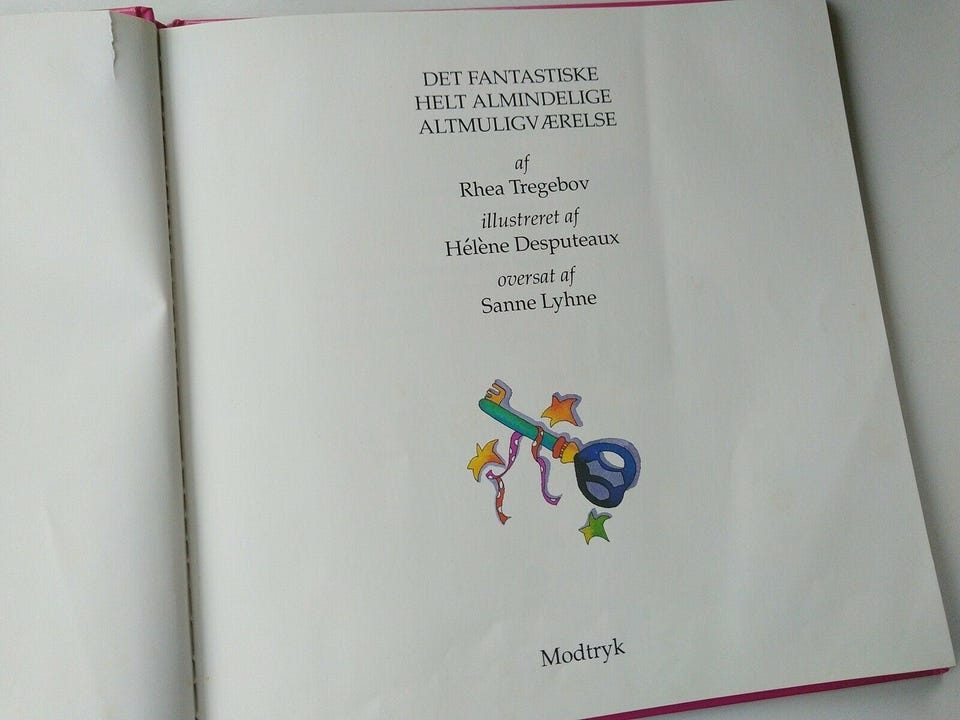 DET FANTASTISKE
HELT ALMINDELIGE
ALTMULIGVÆRELSE
af
Rhea Tregebov
illustreret af
Hélène Desputeaux
oversat af
Sanne Lyhne
Modtryk